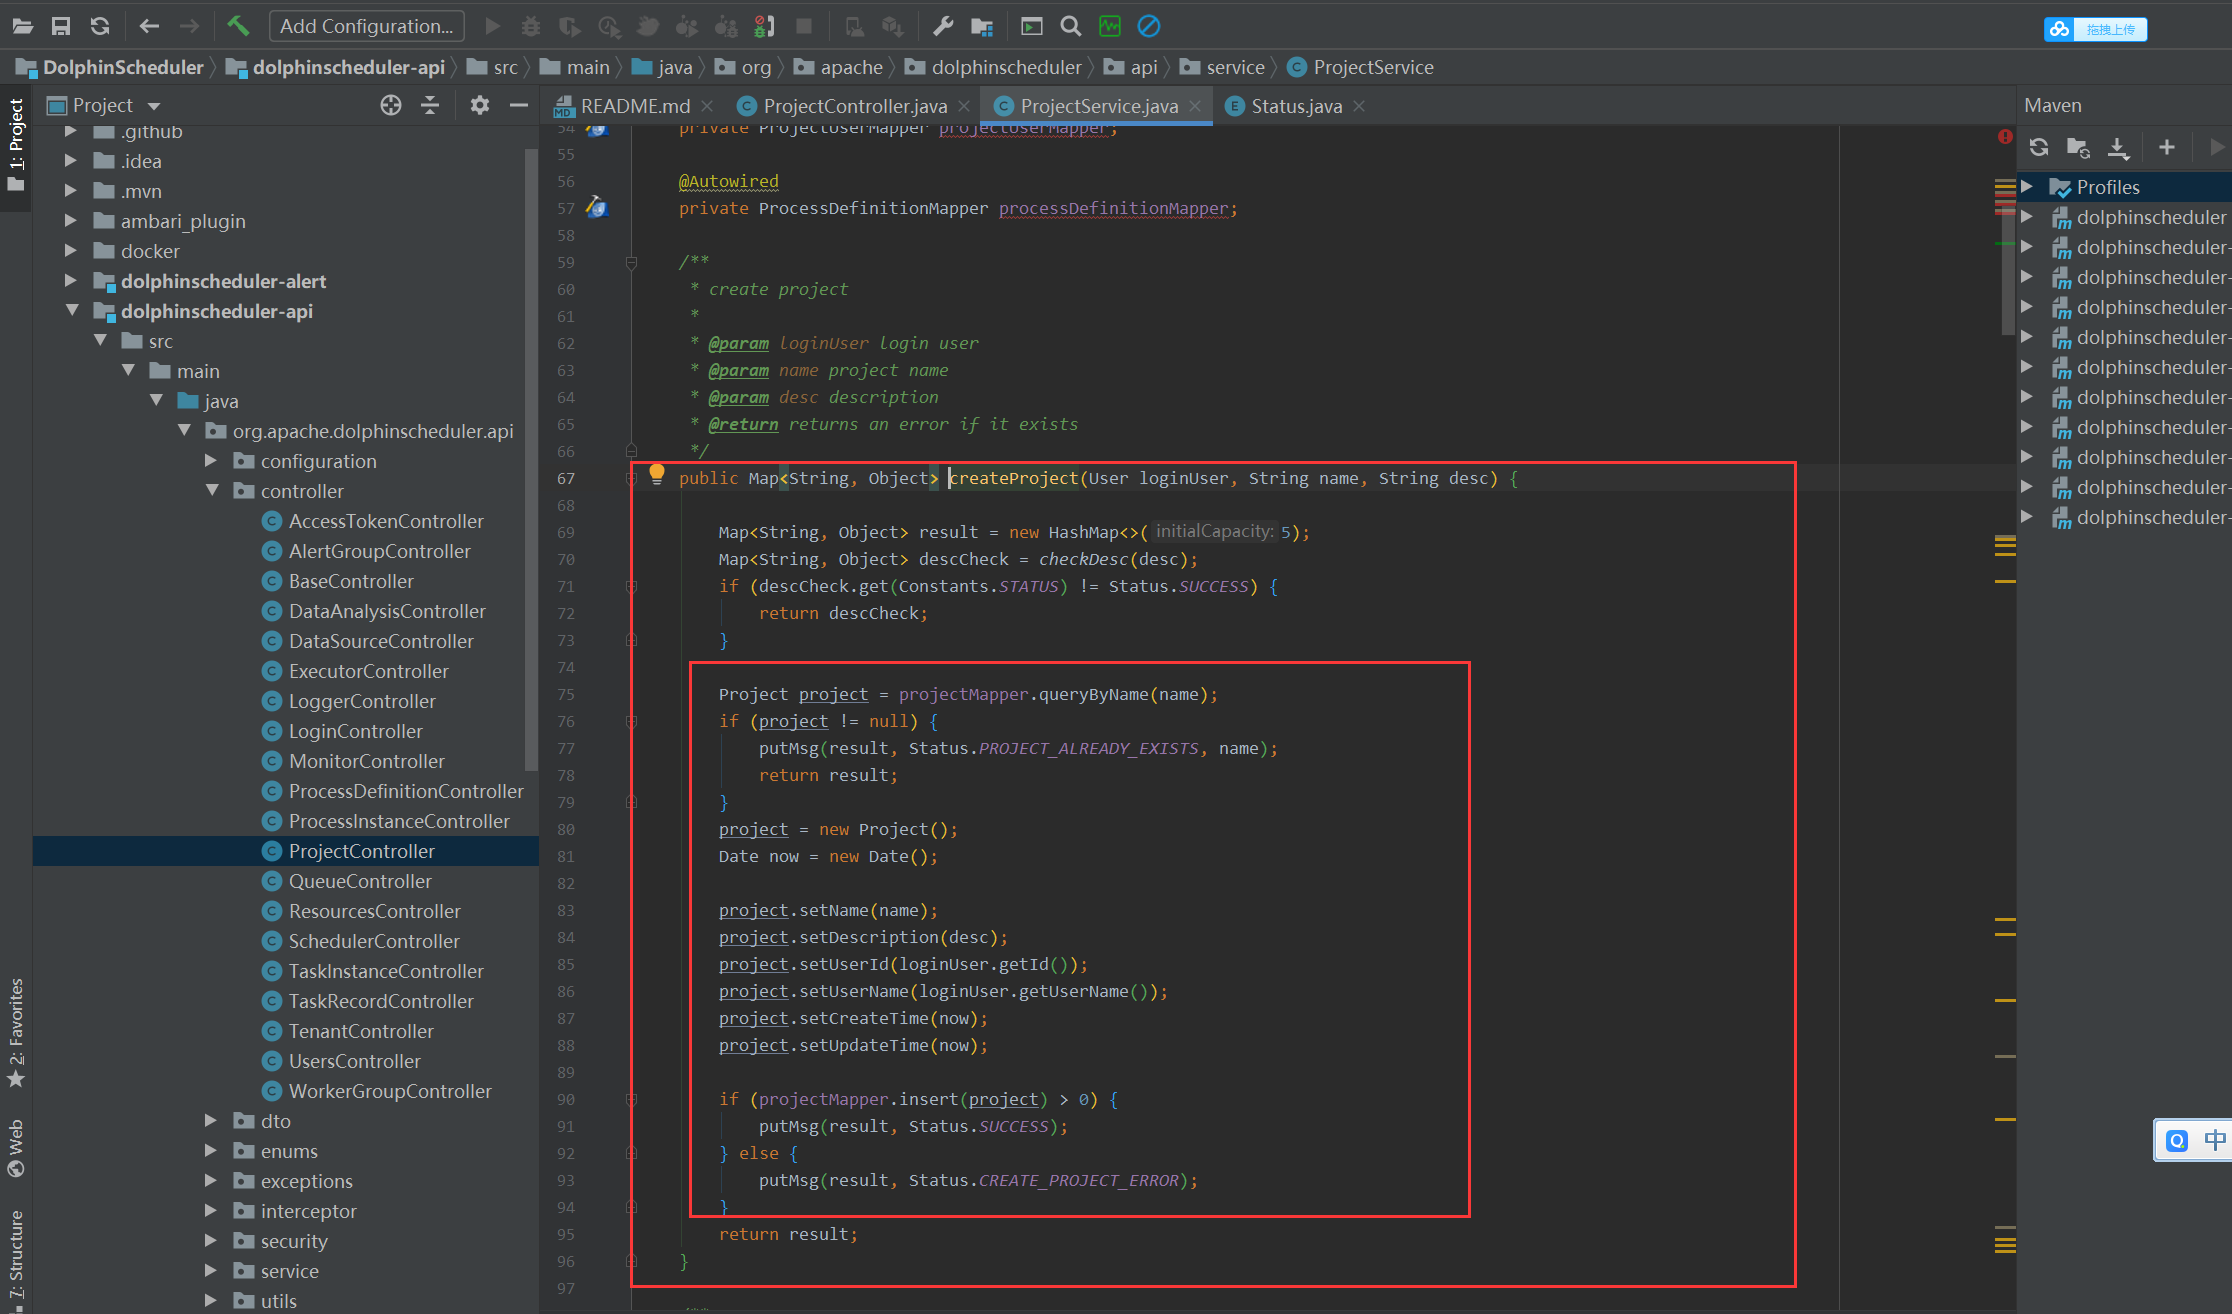 Add Configuration...
拖拽上传
DolphinScheduler
dolphinscheduler-api
src
main
java
org
apache
dolphinscheduler
api
service
ProjectService
1: Project
2: Favorites
Web
7: Structure
Project
.github
.idea
.mvn
ambari_plugin
docker
dolphinscheduler-alert
dolphinscheduler-api
src
main
java
org.apache.dolphinscheduler.api
configuration
controller
AccessTokenController
AlertGroupController
BaseController
DataAnalysisController
DataSourceController
ExecutorController
LoggerController
LoginController
MonitorController
ProcessDefinitionController
ProcessInstanceController
ProjectController
QueueController
ResourcesController
SchedulerController
TaskInstanceController
TaskRecordController
TenantController
UsersController
WorkerGroupController
dto
enums
exceptions
interceptor
security
service
utils
README.md
ProjectController.java
ProjectService.java
Status.java
54 private ProjectUserMapper projectUserMapper;
55
56 @Autowired
57 private ProcessDefinitionMapper processDefinitionMapper;
58
59 /**
60 * create project
61 *
62 * @param loginUser login user
63 * @param name project name
64 * @param desc description
65 * @return returns an error if it exists
66 */
67 public Map<String, Object> createProject(User loginUser, String name, String desc) {
68
69 Map<String, Object> result = new HashMap<>( initialCapacity: 5);
70 Map<String, Object> descCheck = checkDesc(desc);
71 if (descCheck.get(Constants.STATUS) != Status.SUCCESS) {
72 return descCheck;
73 }
74
75 Project project = projectMapper.queryByName(name);
76 if (project != null) {
77 putMsg(result, Status.PROJECT_ALREADY_EXISTS, name);
78 return result;
79 }
80 project = new Project();
81 Date now = new Date();
82
83 project.setName(name);
84 project.setDescription(desc);
85 project.setUserId(loginUser.getId());
86 project.setUserName(loginUser.getUserName());
87 project.setCreateTime(now);
88 project.setUpdateTime(now);
89
90 if (projectMapper.insert(project) > 0) {
91 putMsg(result, Status.SUCCESS);
92 } else {
93 putMsg(result, Status.CREATE_PROJECT_ERROR);
94 }
95 return result;
96 }
97
/**
Maven
Profiles
dolphinscheduler
dolphinscheduler-
dolphinscheduler-
dolphinscheduler-
dolphinscheduler-
dolphinscheduler-
dolphinscheduler-
dolphinscheduler-
dolphinscheduler-
dolphinscheduler-
dolphinscheduler-
中